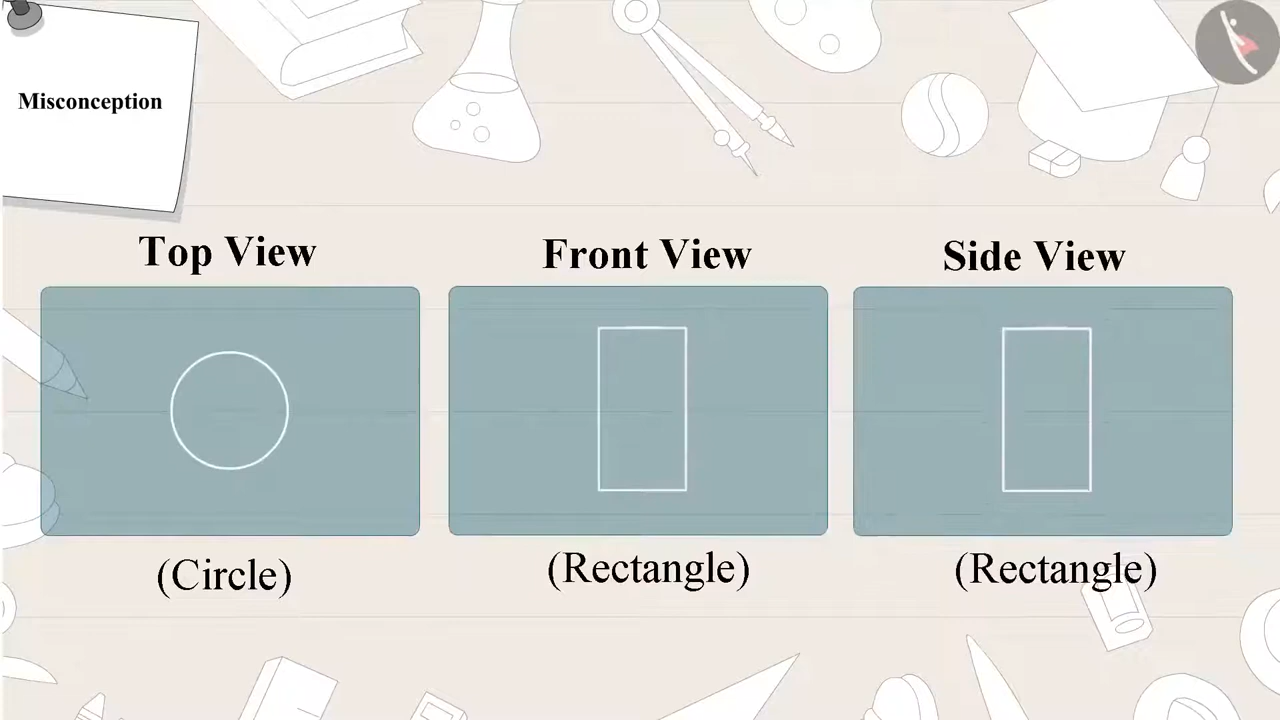 Misconception
Top View
Front View
Side View
(Circle)
(Rectangle)
(Rectangle)